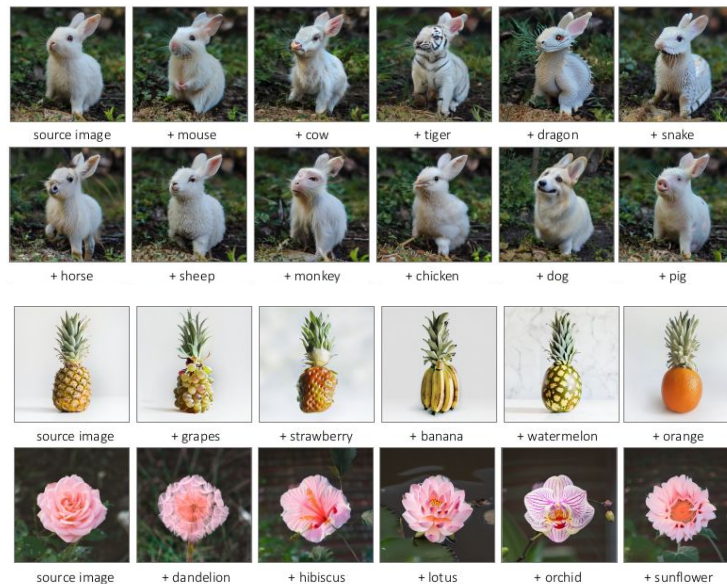 source image + mouse + cow + tiger + dragon + snake
+ horse + sheep + monkey + chicken + dog + pig
source image + grapes + strawberry + banana + watermelon + orange
source image + dandelion + hibiscus + lotus + orchid + sunflower